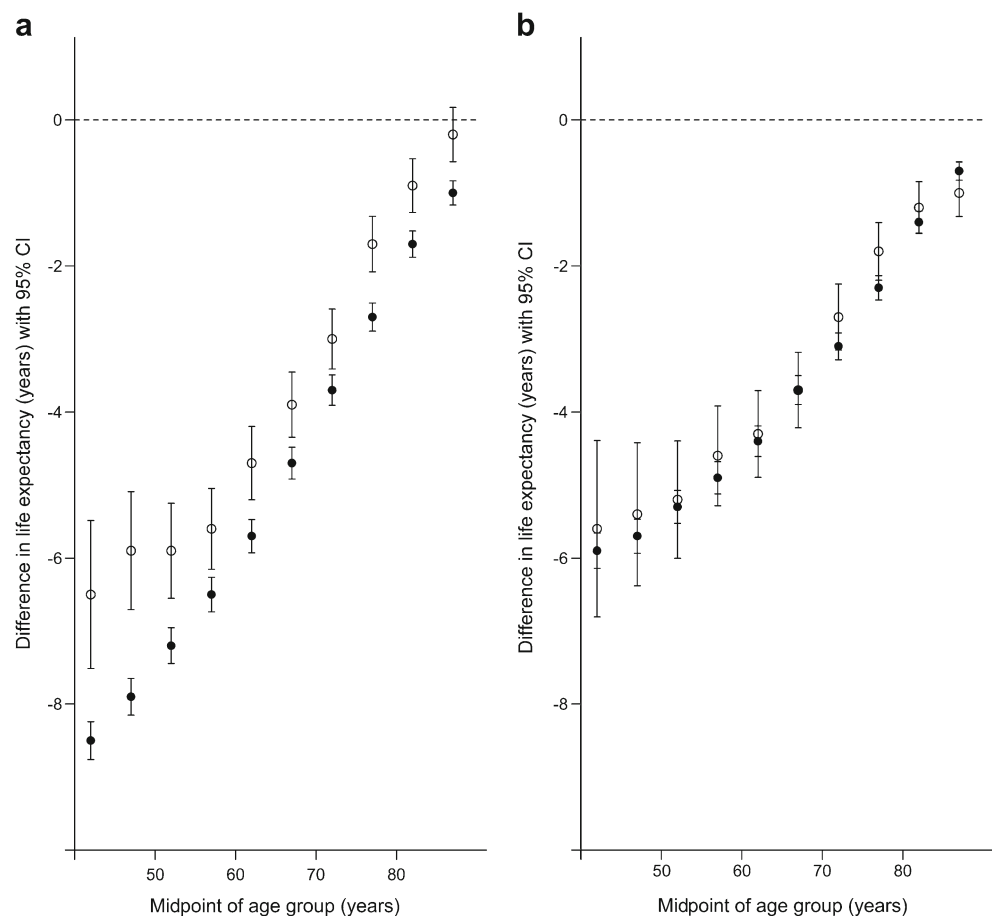 a
0
-2
-4
-6
-8
50 60 70 80
Difference in life expectancy (years) with 95% CI
Midpoint of age group (years)
b
0
-2
-4
-6
-8
50 60 70 80
Difference in life expectancy (years) with 95% CI
Midpoint of age group (years)